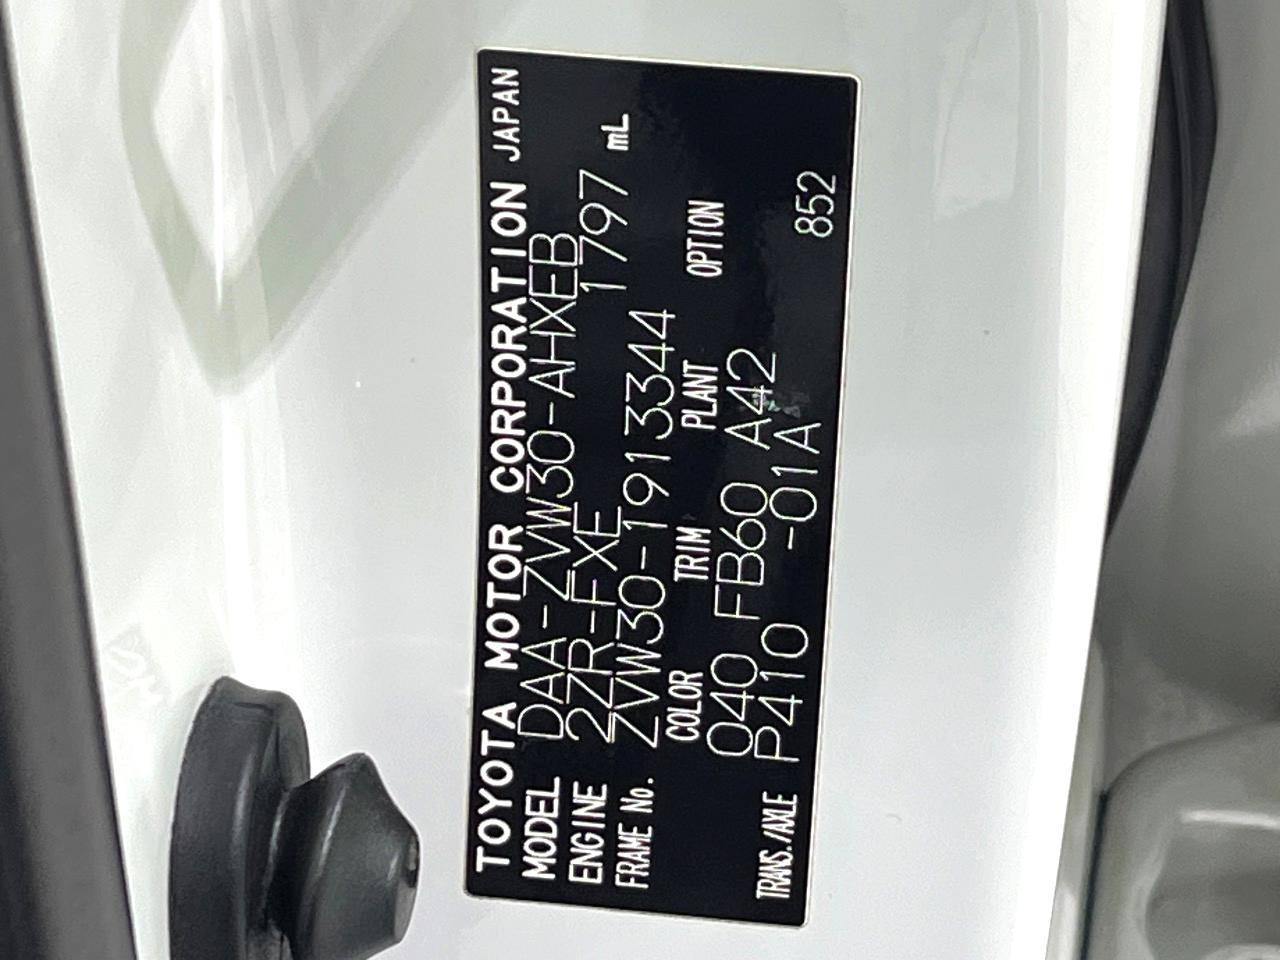 TOYOTA MOTOR CORPORATION JAPAN
MODEL DAA-ZVW30-AHXEB
ENGINE 2ZR-FXE 1797 mL
FRAME No. ZVW30-1913344
COLOR TRIM PLANT OPTION
040 FB60 A42
TRANS./AXLE P410 -01A 852